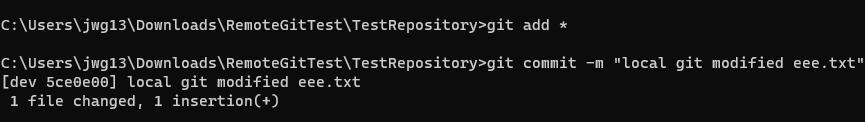 C:\Users\jwg13\Downloads\RemoteGitTest\TestRepository>git add *
C:\Users\jwg13\Downloads\RemoteGitTest\TestRepository>git commit -m "local git modified eee.txt"
[dev 5ce0e00] local git modified eee.txt
 1 file changed, 1 insertion(+)